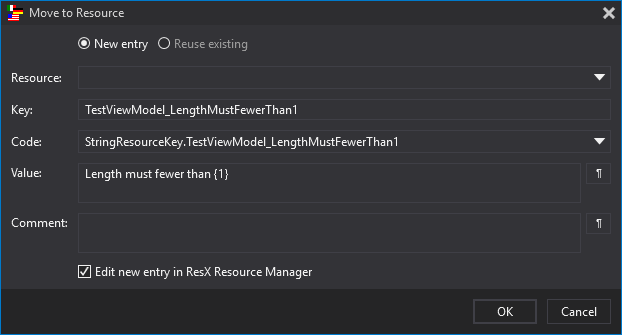 Move to Resource
New entry Reuse existing
Resource:
Key: TestViewModel_LengthMustFewerThan1
Code: StringResourceKey.TestViewModel_LengthMustFewerThan1
Value: Length must fewer than {1} ¶
Comment: ¶
Edit new entry in ResX Resource Manager
OK Cancel